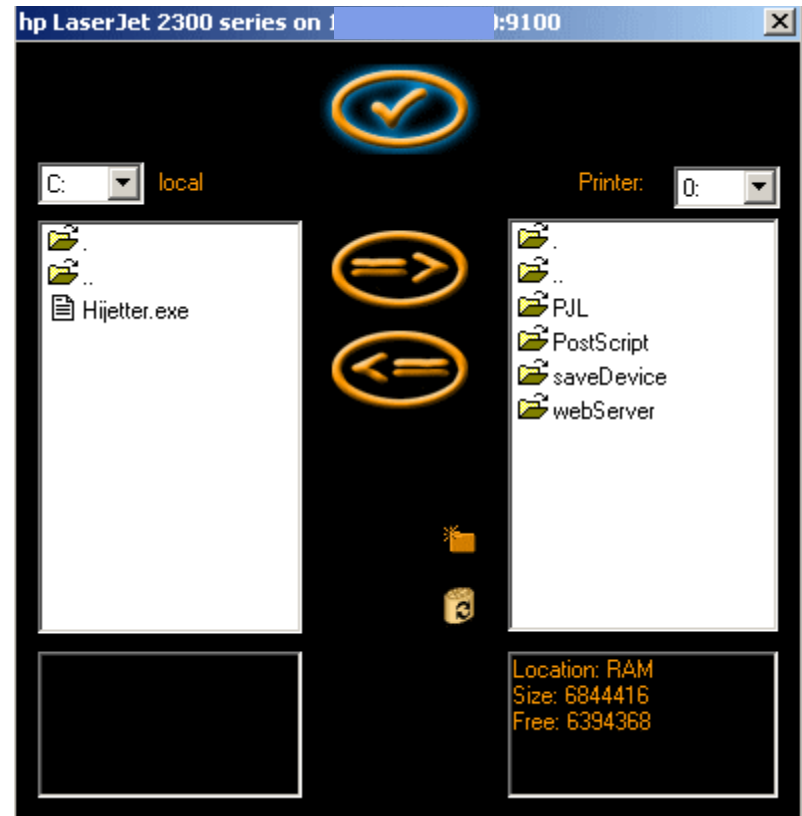 hp LaserJet 2300 series on :9100
C: local
Printer: 0:
.
..
Hijetter.exe
=>
<=
.
..
PJL
PostScript
saveDevice
webServer
Location: RAM
Size: 6844416
Free: 6394368